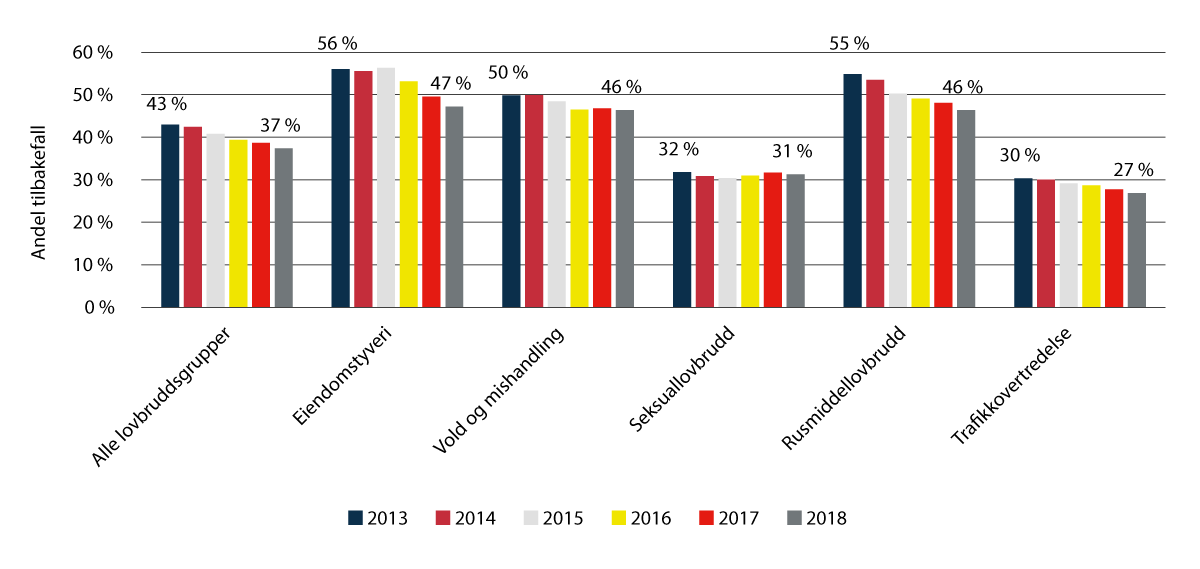 Andel tilbakefall
60 %
50 %
40 %
30 %
20 %
10 %
0 %
43 %
37 %
56 %
47 %
50 %
46 %
32 %
31 %
55 %
46 %
30 %
27 %
Alle lovbruddsgrupper
Eiendomstyveri
Vold og mishandling
Seksuallovbrudd
Rusmiddellovbrudd
Trafikkovertredelse
2013 2014 2015 2016 2017 2018